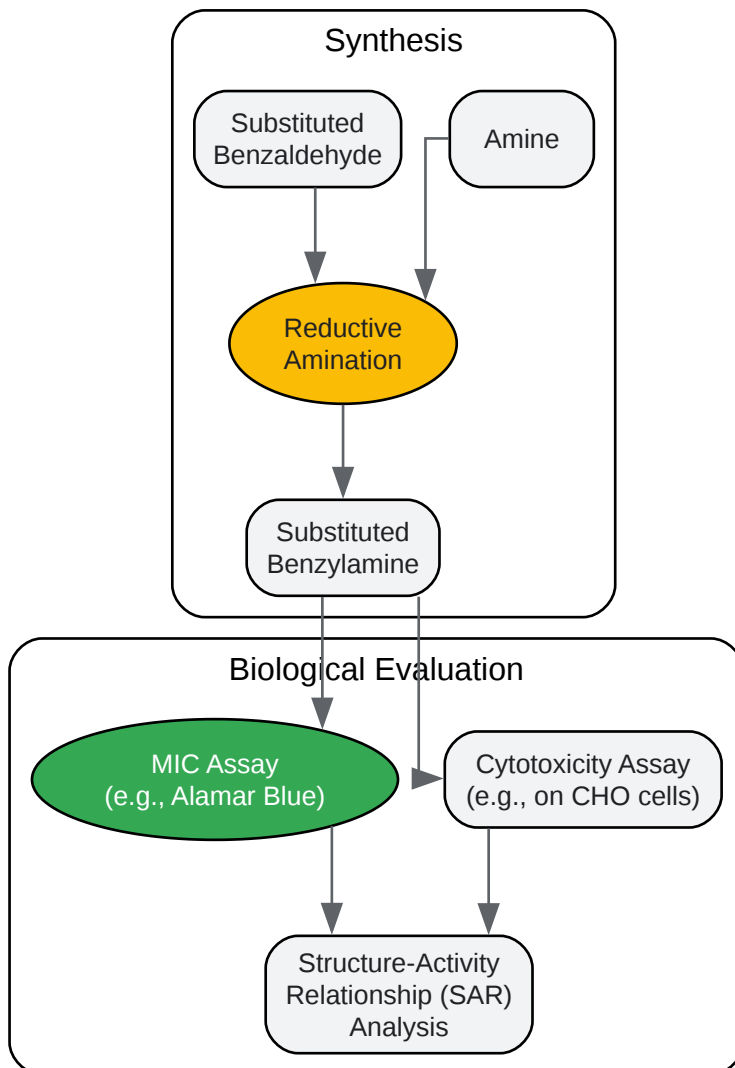 Synthesis
Substituted
Benzaldehyde
Amine
Reductive
Amination
Substituted
Benzylamine
Biological Evaluation
MIC Assay
(e.g., Alamar Blue)
Cytotoxicity Assay
(e.g., on CHO cells)
Structure-Activity
Relationship (SAR)
Analysis